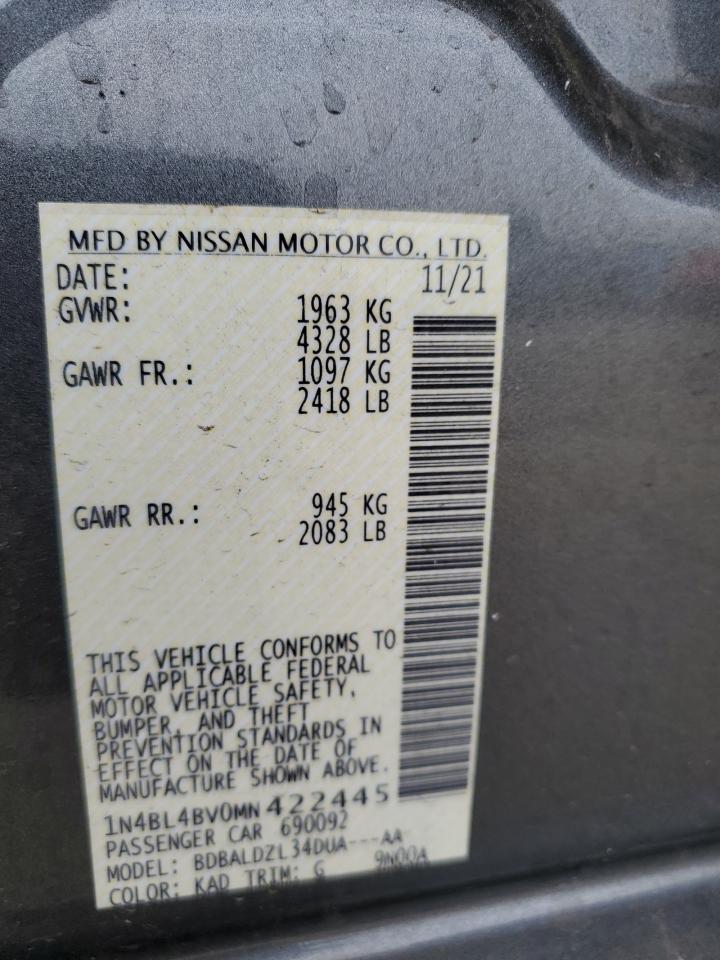 MFD BY NISSAN MOTOR CO., LTD.
DATE: 11/21
GVWR: 1963 KG
4328 LB
GAWR FR.: 1097 KG
2418 LB
GAWR RR.: 945 KG
2083 LB
THIS VEHICLE CONFORMS TO
ALL APPLICABLE FEDERAL
MOTOR VEHICLE SAFETY,
BUMPER, AND THEFT
PREVENTION STANDARDS IN
EFFECT ON THE DATE OF
MANUFACTURE SHOWN ABOVE.
1N4BL4BV0MN422445
PASSENGER CAR 690092
MODEL: BDBALDZL34DUA---AA
COLOR: KAD TRIM: G 9N00A